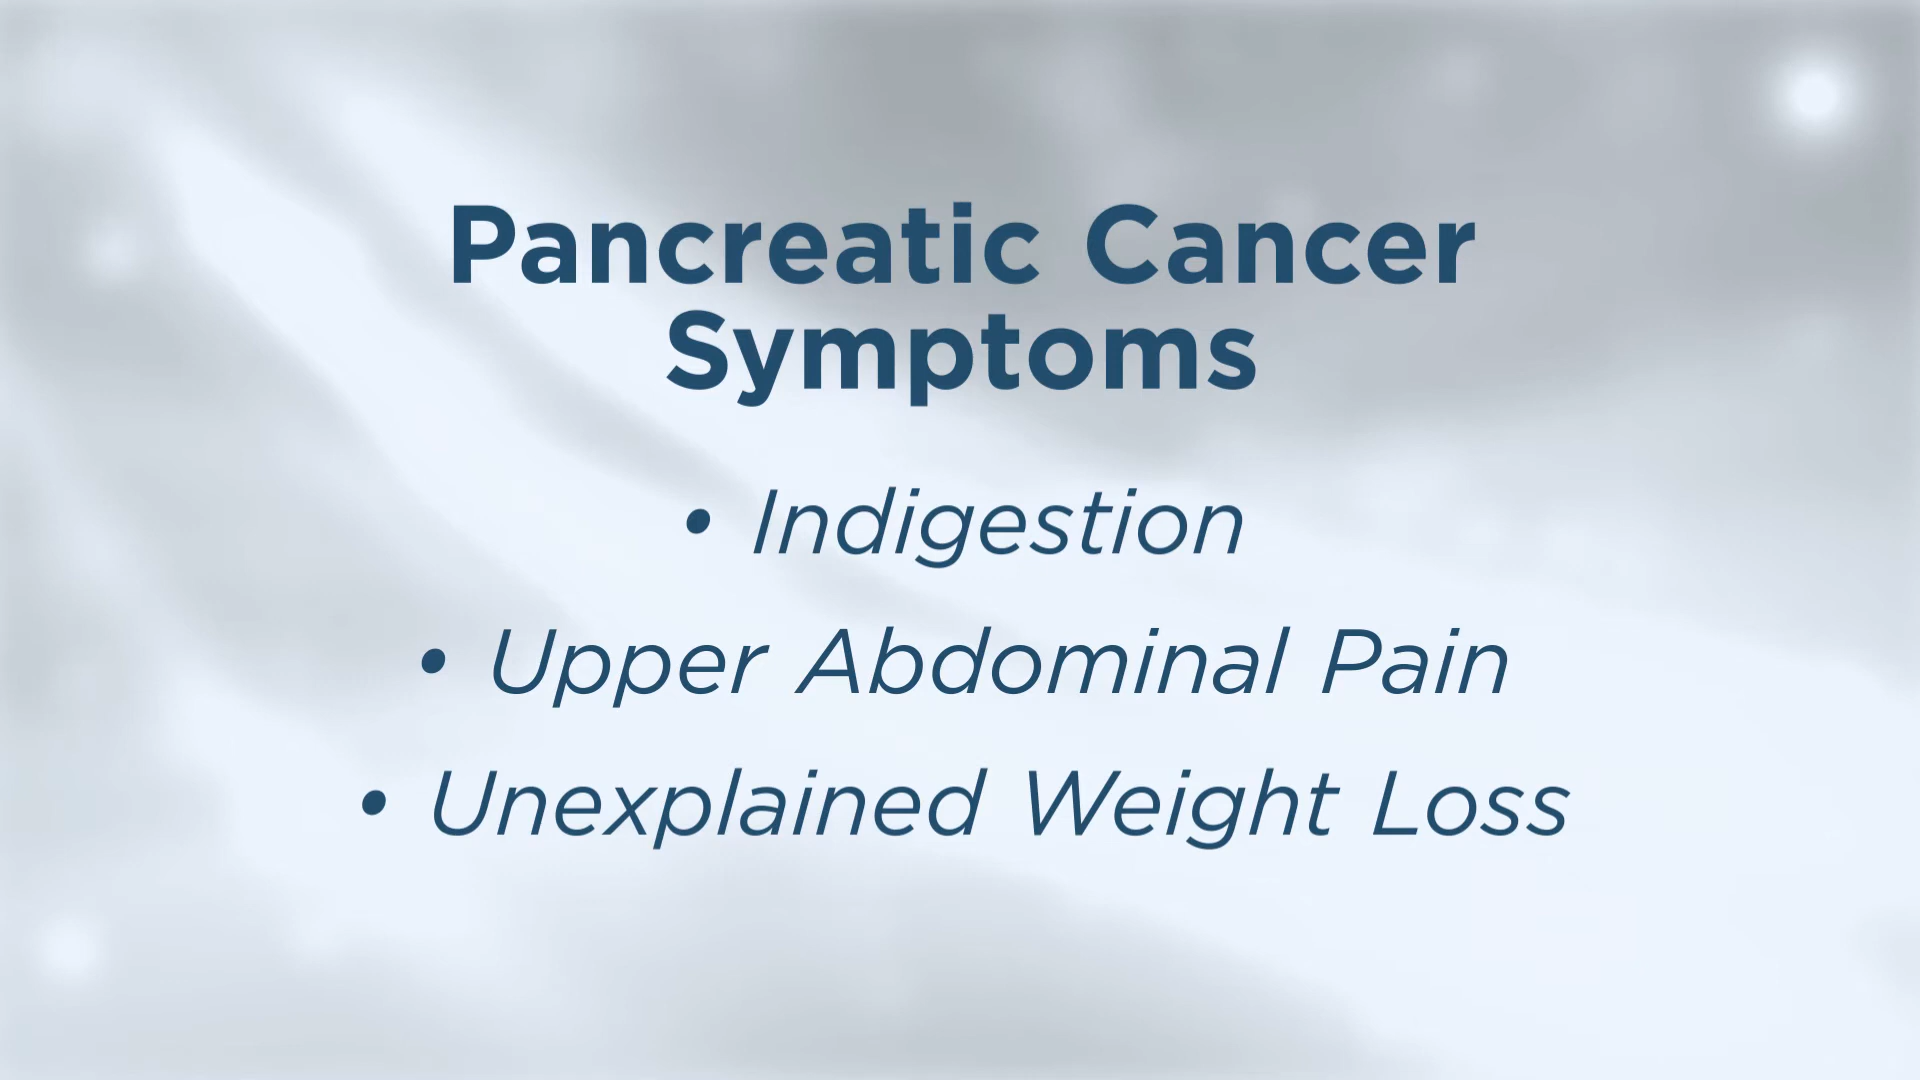 Pancreatic Cancer
Symptoms
• Indigestion
• Upper Abdominal Pain
• Unexplained Weight Loss